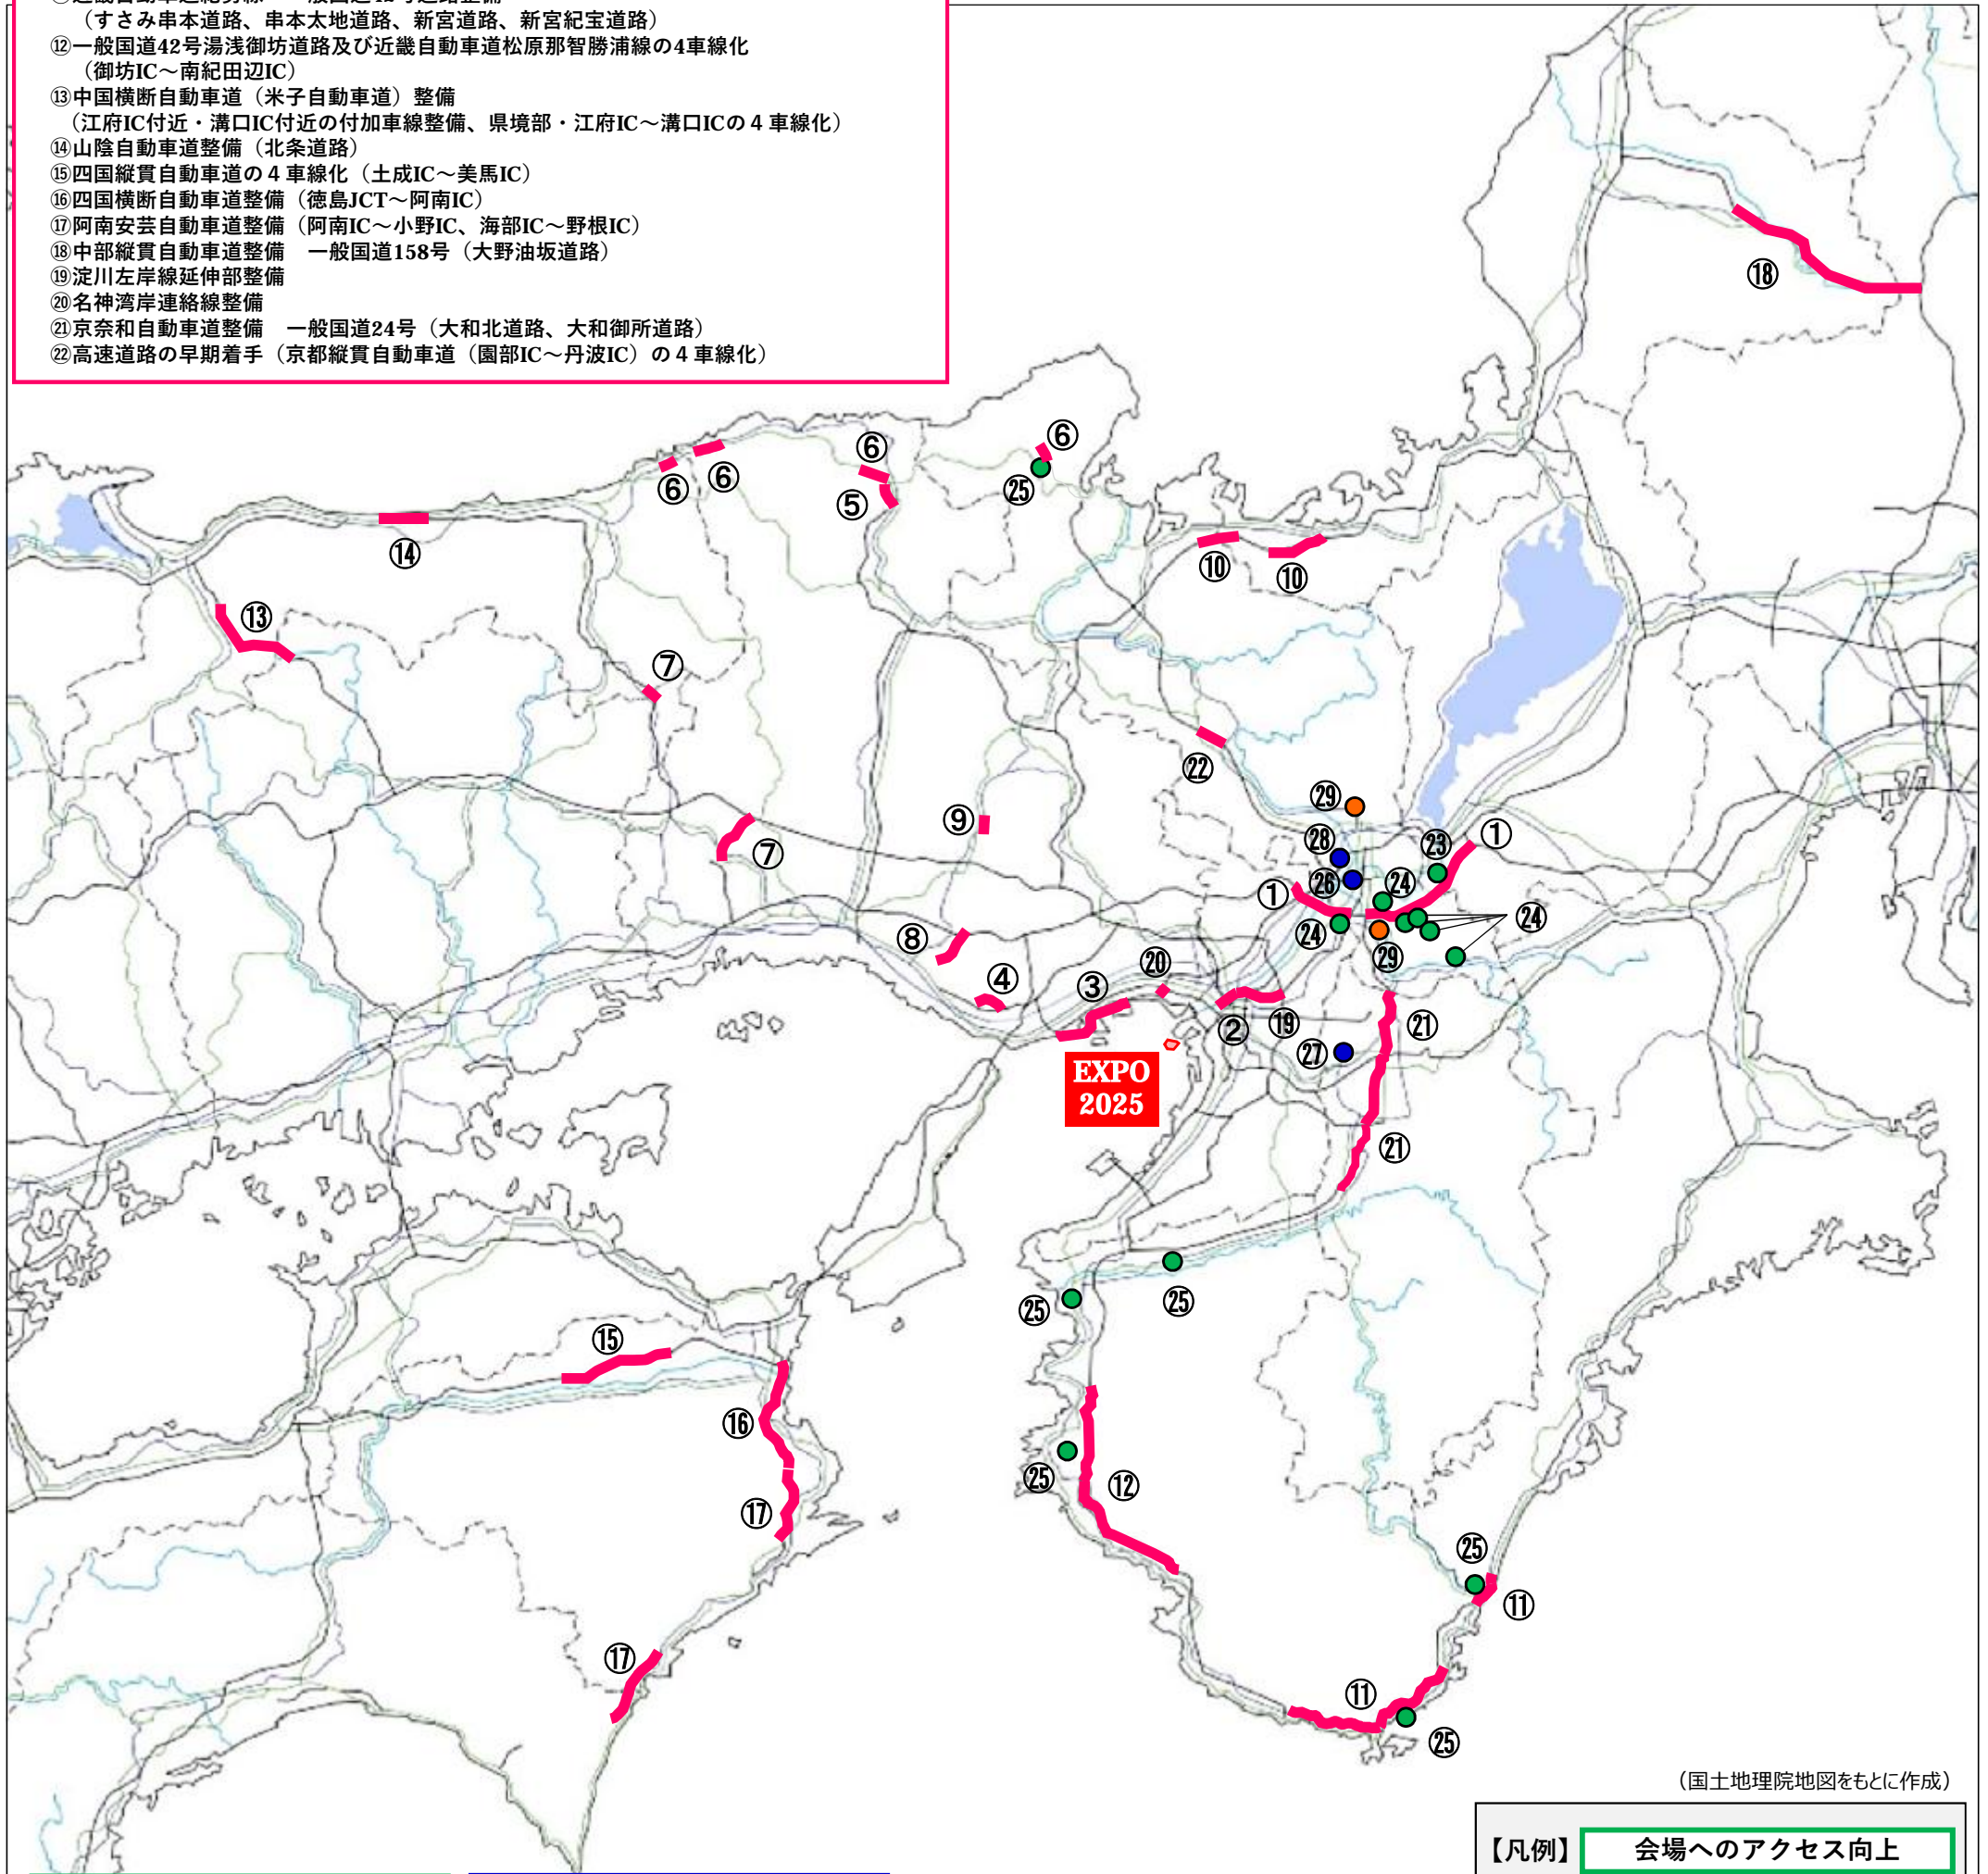 （すさみ串本道路、串本太地道路、新宮道路、新宮紀宝道路）
⑫一般国道42号湯浅御坊道路及び近畿自動車道松原那智勝浦線の4車線化
（御坊IC～南紀田辺IC）
⑬中国横断自動車道（米子自動車道）整備
（江府IC付近・溝口IC付近の付加車線整備、県境部・江府IC～溝口ICの４車線化）
⑭山陰自動車道整備（北条道路）
⑮四国縦貫自動車道の４車線化（土成IC～美馬IC）
⑯四国横断自動車道整備（徳島JCT～阿南IC）
⑰阿南安芸自動車道整備（阿南IC～小野IC、海部IC～野根IC）
⑱中部縦貫自動車道整備　一般国道158号（大野油坂道路）
⑲淀川左岸線延伸部整備
⑳名神湾岸連絡線整備
㉑京奈和自動車道整備　一般国道24号（大和北道路、大和御所道路）
㉒高速道路の早期着手（京都縦貫自動車道（園部IC～丹波IC）の４車線化）
⑱
⑥
⑥
⑥
⑥
㉕
⑤
⑭
⑩
⑩
⑬
⑦
㉒
㉙
⑨
㉘
㉓
①
⑦
㉖
㉔
①
㉔
㉔
⑧
㉙
⑳
④
③
②
⑲
㉑
㉗
EXPO
2025
㉑
㉕
㉕
⑮
⑯
㉕
⑫
⑰
㉕
⑪
⑰
⑪
㉕
（国土地理院地図をもとに作成）
【凡例】
会場へのアクセス向上